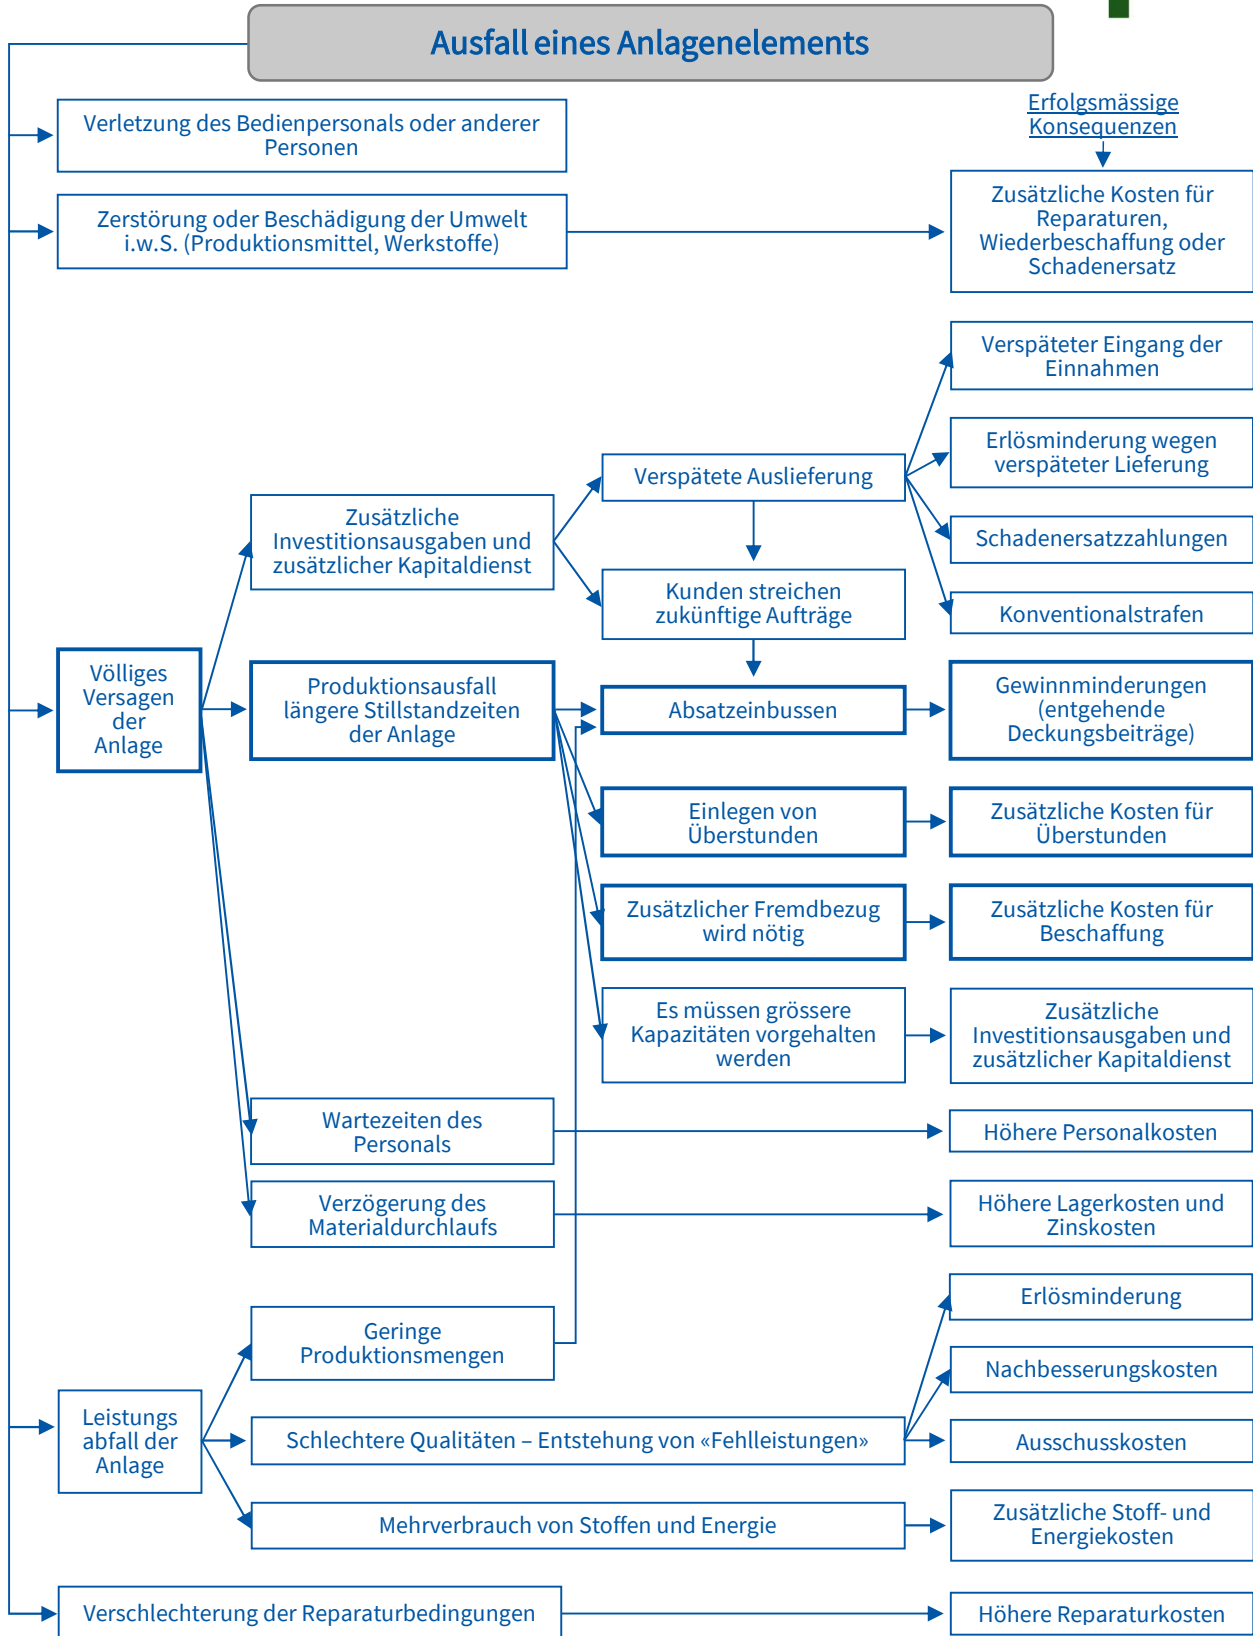 Ausfall eines Anlagenelements
Verletzung des Bedienpersonals oder anderer
Personen
Erfolgsmässige
Konsequenzen
Zerstörung oder Beschädigung der Umwelt
i.w.S. (Produktionsmittel, Werkstoffe)
Zusätzliche Kosten für
Reparaturen,
Wiederbeschaffung oder
Schadenersatz
Verspäteter Eingang der
Einnahmen
Erlösminderung wegen
verspäteter Lieferung
Verspätete Auslieferung
Zusätzliche
Investitionsausgaben und
zusätzlicher Kapitaldienst
Schadenersatzzahlungen
Kunden streichen
zukünftige Aufträge
Konventionalstrafen
Völliges
Versagen
der
Anlage
Produktionsausfall
längere Stillstandzeiten
der Anlage
Absatzeinbussen
Gewinnminderungen
(entgehende
Deckungsbeiträge)
Einlegen von
Überstunden
Zusätzliche Kosten für
Überstunden
Zusätzlicher Fremdbezug
wird nötig
Zusätzliche Kosten für
Beschaffung
Es müssen grössere
Kapazitäten vorgehalten
werden
Zusätzliche
Investitionsausgaben und
zusätzlicher Kapitaldienst
Wartezeiten des
Personals
Höhere Personalkosten
Verzögerung des
Materialdurchlaufs
Höhere Lagerkosten und
Zinskosten
Erlösminderung
Geringe
Produktionsmengen
Nachbesserungskosten
Leistungs
abfall der
Anlage
Schlechtere Qualitäten – Entstehung von «Fehlleistungen»
Ausschusskosten
Mehrverbrauch von Stoffen und Energie
Zusätzliche Stoff- und
Energiekosten
Verschlechterung der Reparaturbedingungen
Höhere Reparaturkosten